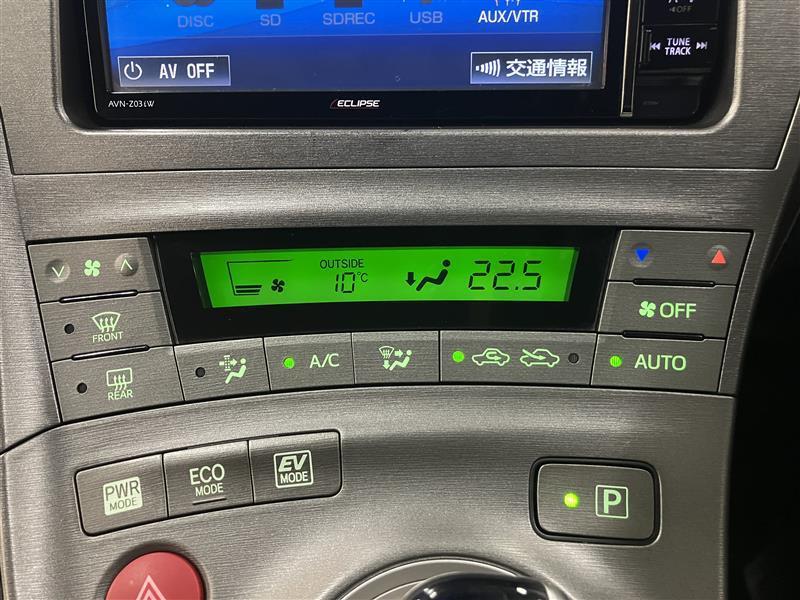 DISC SD SDREC USB AUX/VTR
OFF
TUNE
TRACK
AV OFF
交通情報
AVN-Z03iW
ECLIPSE
OUTSIDE
10°C
22.5
OFF
FRONT
A/C
AUTO
REAR
PWR
MODE
ECO
MODE
EV
MODE
P